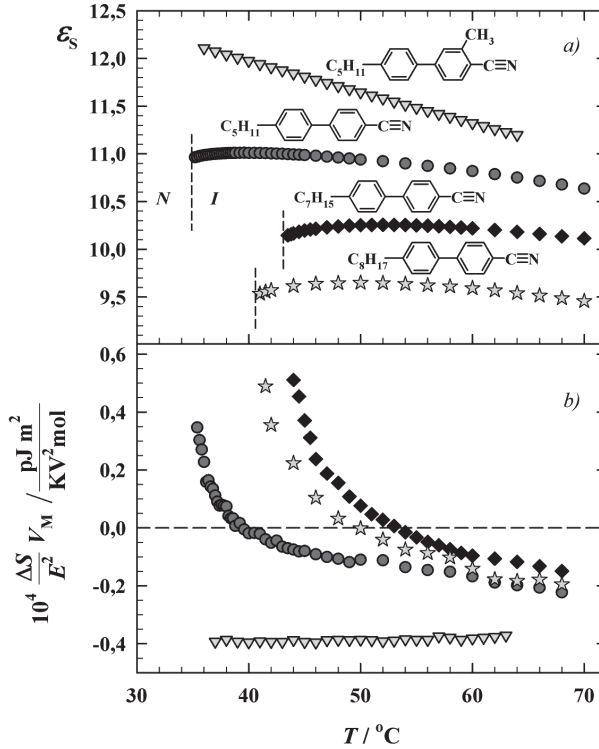 ε_S
12,5
12,0
11,5
11,0
10,5
10,0
9,5
a)
CH₃
C₅H₁₁ C≡N
C₅H₁₁ C≡N
N I
C₇H₁₅ C≡N
C₈H₁₇ C≡N
0,6
0,4
0,2
0,0
-0,2
-0,4
b)
10⁴ ΔS/E² V_M / pJ m²/KV²mol
30 40 50 60 70
T / °C